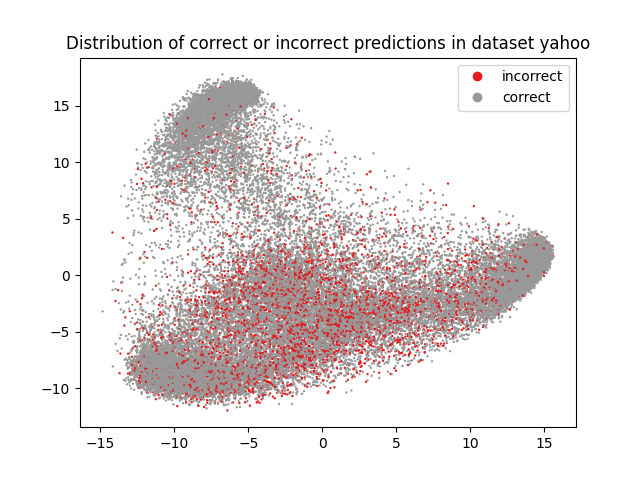 Distribution of correct or incorrect predictions in dataset yahoo
incorrect
correct
15
10
5
0
−5
−10
−15 −10 −5 0 5 10 15